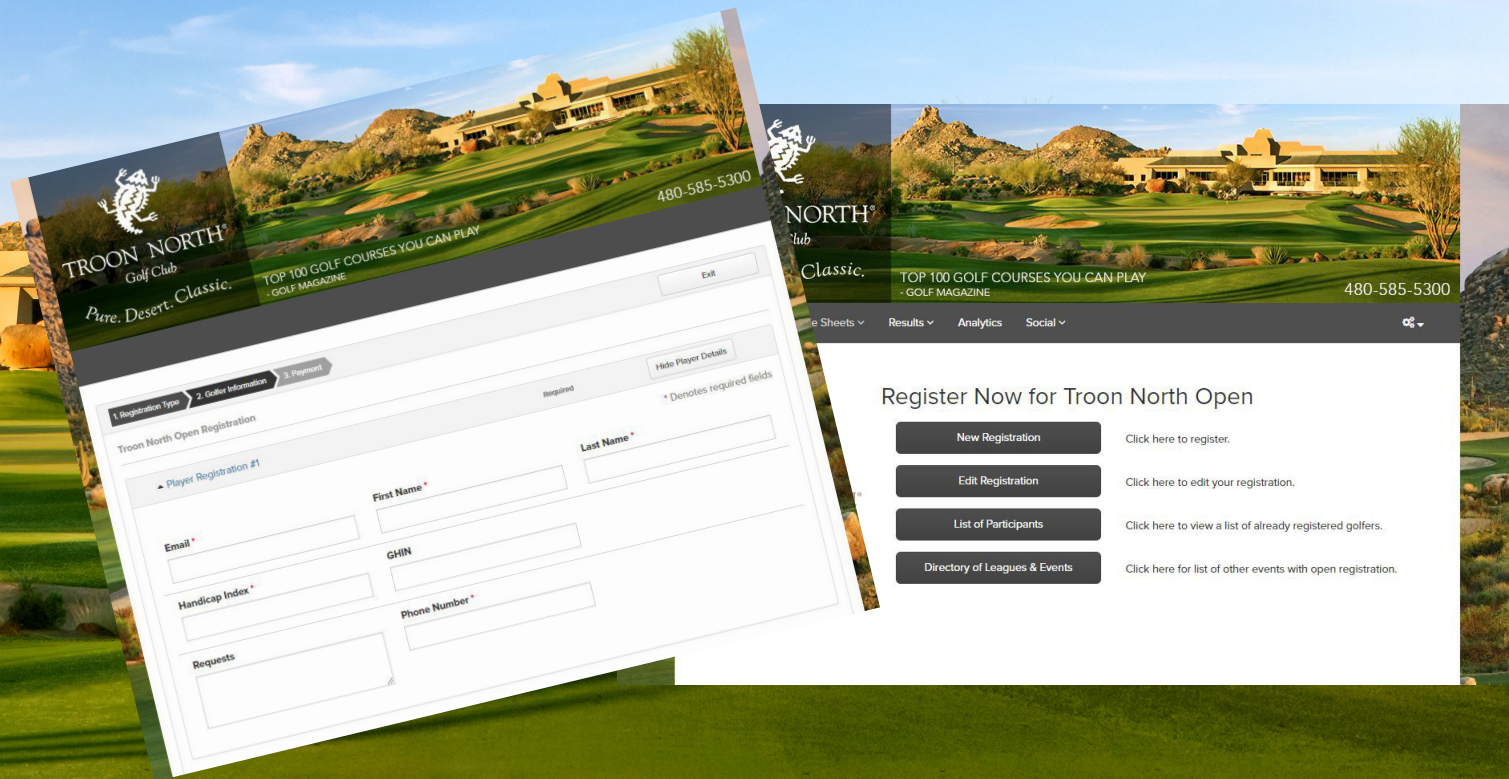 TROON NORTH®
Golf Club
Pure. Desert. Classic.
TOP 100 GOLF COURSES YOU CAN PLAY
- GOLF MAGAZINE
480-585-5300
Exit
1. Registration Type
2. Golfer Information
3. Payment
Troon North Open Registration
Required
Hide Player Details
* Denotes required fields
Player Registration #1
Email *
First Name *
Last Name *
Handicap Index *
GHIN
Requests
Phone Number *
NORTH®
Club
Classic.
TOP 100 GOLF COURSES YOU CAN PLAY
- GOLF MAGAZINE
480-585-5300
e Sheets
Results
Analytics
Social
Register Now for Troon North Open
New Registration
Click here to register.
Edit Registration
Click here to edit your registration.
List of Participants
Click here to view a list of already registered golfers.
Directory of Leagues & Events
Click here for list of other events with open registration.